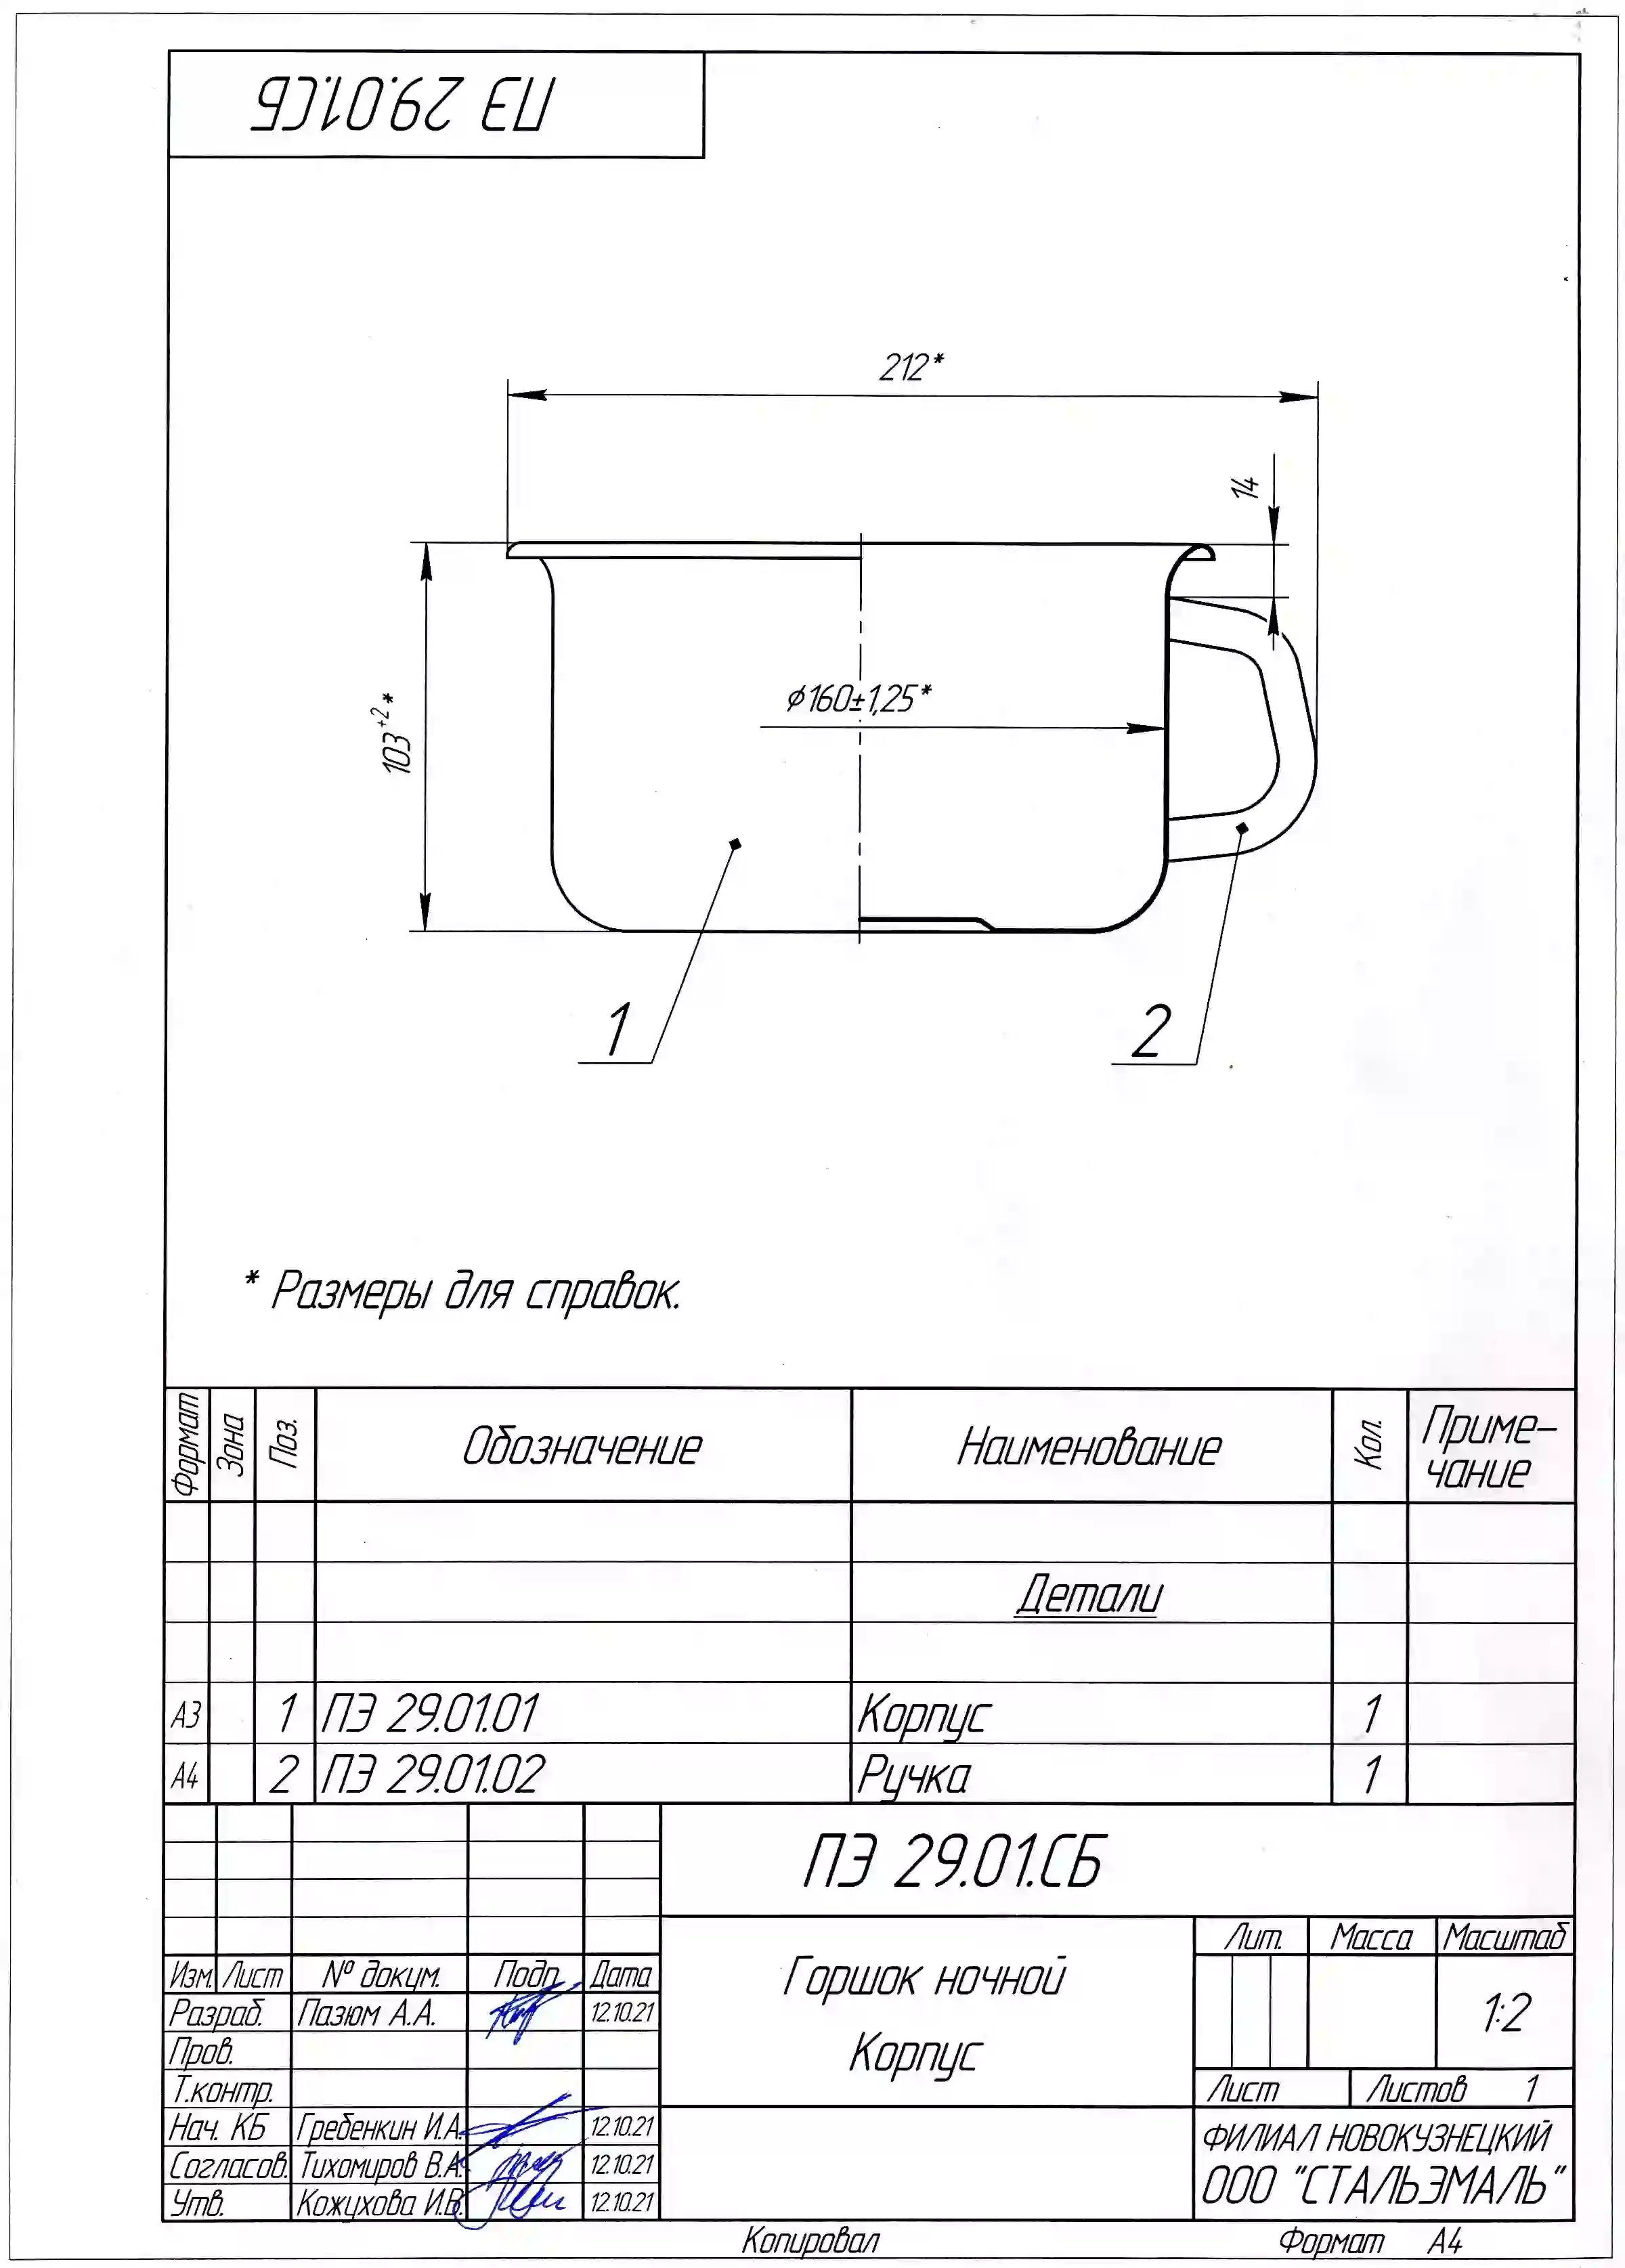 ПЭ 29.01.СБ
212*
14
103⁺²*
⌀160±1,25*
1
2
* Размеры для справок.
Формат Зона Поз. Обозначение Наименование Кол. Приме-
чание
Детали
А3 1 ПЭ 29.01.01 Корпус 1
А4 2 ПЭ 29.01.02 Ручка 1
ПЭ 29.01.СБ
Лит. Масса Масштаб
Изм. Лист № докум. Подп. Дата
Горшок ночной
Корпус
1:2
Разраб. Пазюм А.А. 12.10.21
Пров.
Т.контр.
Лист Листов 1
Нач. КБ Гребенкин И.А. 12.10.21
Согласов. Тихомиров В.А. 12.10.21
Утв. Кожухова И.В. 12.10.21
ФИЛИАЛ НОВОКУЗНЕЦКИЙ
ООО "СТАЛЬЭМАЛЬ"
Копировал Формат А4